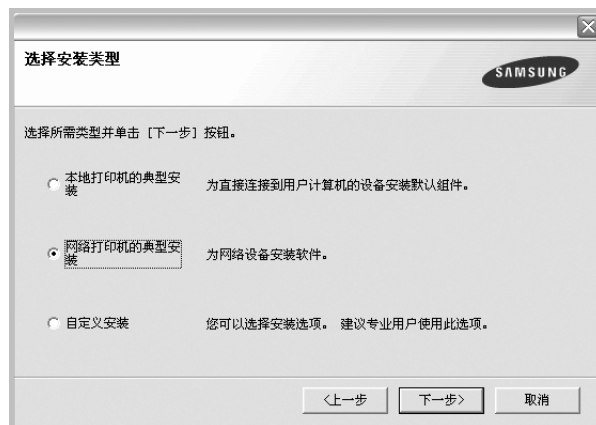 选择安装类型
SAMSUNG
选择所需类型并单击 [下一步] 按钮。
本地打印机的典型安
装
为直接连接到用户计算机的设备安装默认组件。
网络打印机的典型安
装
为网络设备安装软件。
自定义安装
您可以选择安装选项。 建议专业用户使用此选项。
<上一步
下一步>
取消